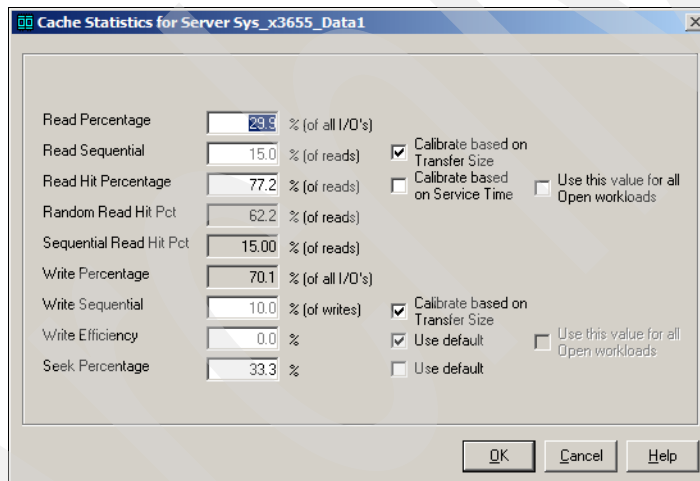 Cache Statistics for Server Sys_x3655_Data1
Read Percentage 29.9 % (of all I/O's)
Read Sequential 15.0 % (of reads) Calibrate based on Transfer Size
Read Hit Percentage 77.2 % (of reads) Calibrate based on Service Time Use this value for all Open workloads
Random Read Hit Pct 62.2 % (of reads)
Sequential Read Hit Pct 15.00 % (of reads)
Write Percentage 70.1 % (of all I/O's)
Write Sequential 10.0 % (of writes) Calibrate based on Transfer Size
Write Efficiency 0.0 % Use default Use this value for all Open workloads
Seek Percentage 33.3 % Use default
OK Cancel Help